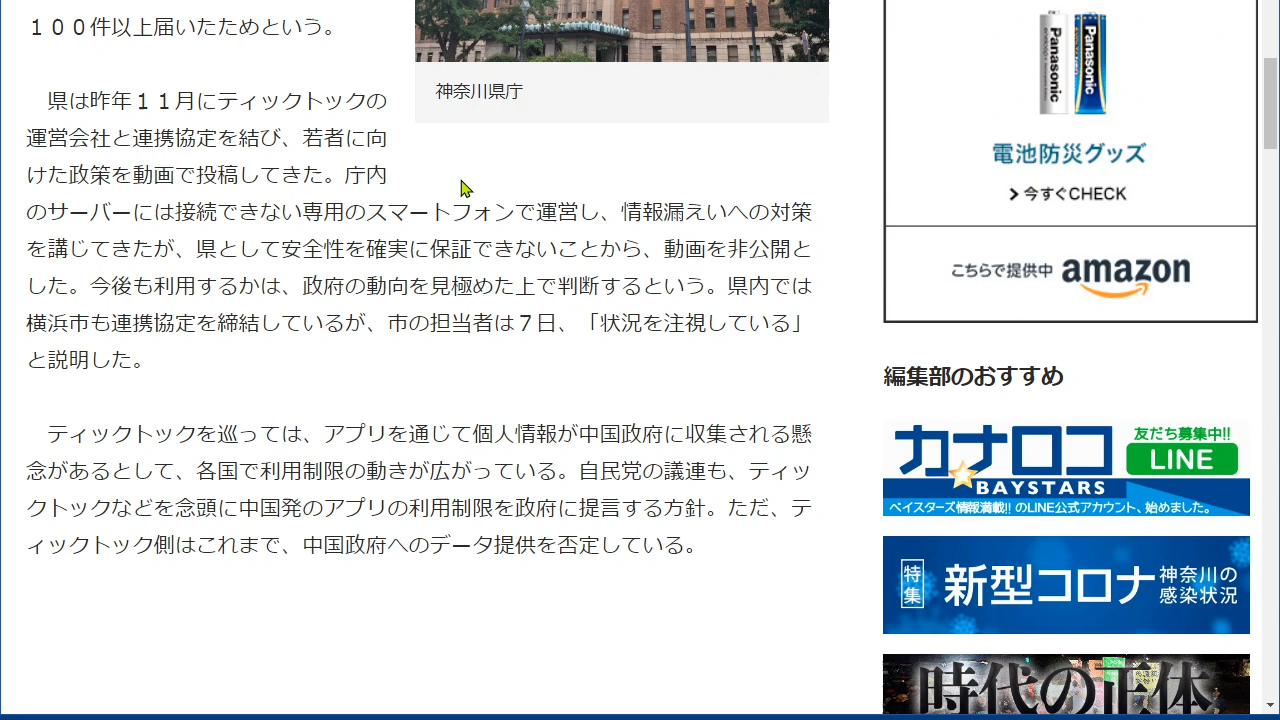 １００件以上届いたためという。
神奈川県庁
県は昨年１１月にティックトックの
運営会社と連携協定を結び、若者に向
けた政策を動画で投稿してきた。庁内
のサーバーには接続できない専用のスマートフォンで運営し、情報漏えいへの対策
を講じてきたが、県として安全性を確実に保証できないことから、動画を非公開と
した。今後も利用するかは、政府の動向を見極めた上で判断するという。県内では
横浜市も連携協定を締結しているが、市の担当者は７日、「状況を注視している」
と説明した。
ティックトックを巡っては、アプリを通じて個人情報が中国政府に収集される懸
念があるとして、各国で利用制限の動きが広がっている。自民党の議連も、ティッ
クトックなどを念頭に中国発のアプリの利用制限を政府に提言する方針。ただ、テ
ィックトック側はこれまで、中国政府へのデータ提供を否定している。
Panasonic
Panasonic
電池防災グッズ
今すぐCHECK
こちらで提供中 amazon
編集部のおすすめ
カナロコ
BAYSTARS
友だち募集中!!
LINE
ベイスターズ情報満載!! のLINE公式アカウント、始めました。
特集
新型コロナ
神奈川の
感染状況
時代の正体